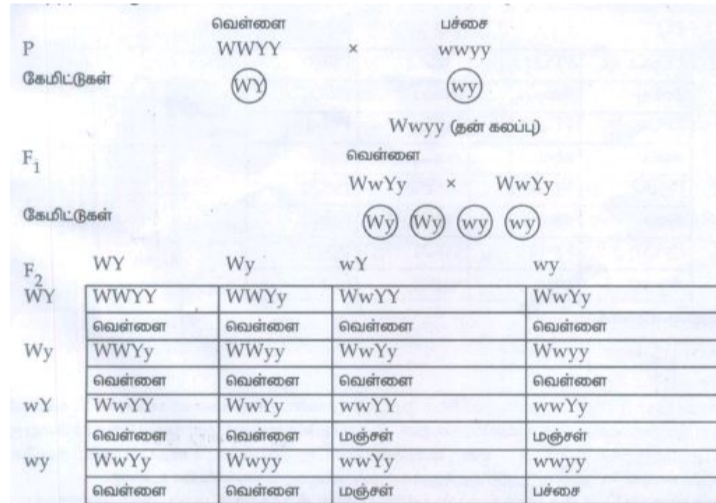 வெள்ளை பச்சை
P WWYY × wwyy
கேமிட்டுகள் WY wy
Wwyy (தன் கலப்பு)
F1 வெள்ளை
WwYy × WwYy
கேமிட்டுகள் Wy Wy wy wy
F2 WY Wy wY wy
WY WWYY WWYy WwYY WwYy
வெள்ளை வெள்ளை வெள்ளை வெள்ளை
Wy WWYy WWyy WwYy Wwyy
வெள்ளை வெள்ளை வெள்ளை வெள்ளை
wY WwYY WwYy wwYY wwYy
வெள்ளை வெள்ளை மஞ்சள் மஞ்சள்
wy WwYy Wwyy wwYy wwyy
வெள்ளை வெள்ளை மஞ்சள் பச்சை